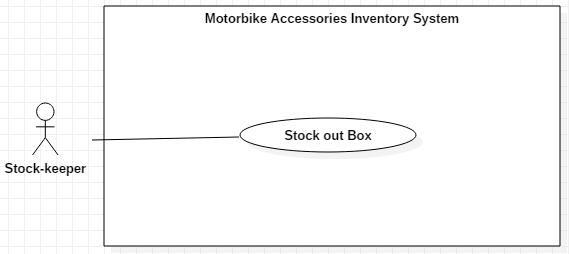 Motorbike Accessories Inventory System
Stock out Box
Stock-keeper